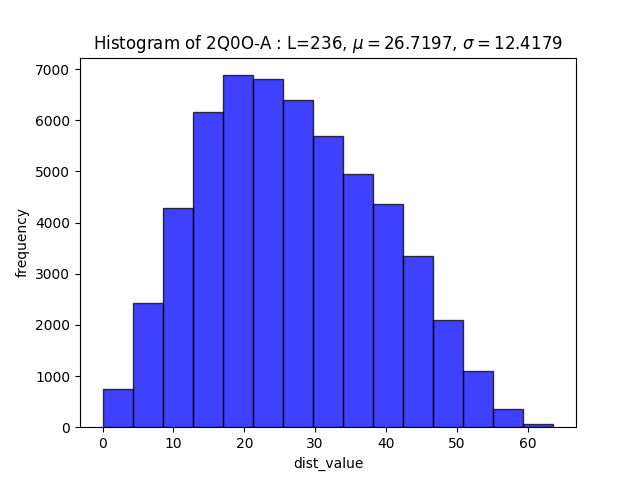 Histogram of 2Q0O-A : L=236, μ = 26.7197, σ = 12.4179
7000
6000
5000
4000
3000
2000
1000
0
frequency
0 10 20 30 40 50 60
dist_value